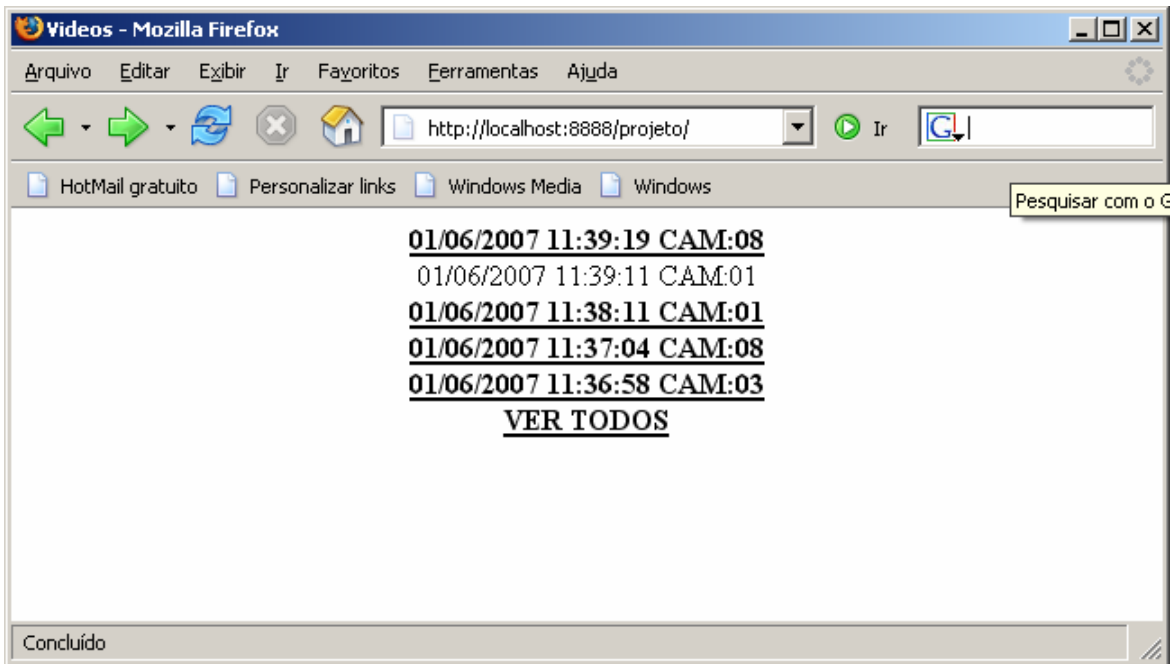 Videos - Mozilla Firefox
Arquivo Editar Exibir Ir Favoritos Ferramentas Ajuda
http://localhost:8888/projeto/ Ir G
HotMail gratuito Personalizar links Windows Media Windows
Pesquisar com o G
01/06/2007 11:39:19 CAM:08
01/06/2007 11:39:11 CAM:01
01/06/2007 11:38:11 CAM:01
01/06/2007 11:37:04 CAM:08
01/06/2007 11:36:58 CAM:03
VER TODOS
Concluído